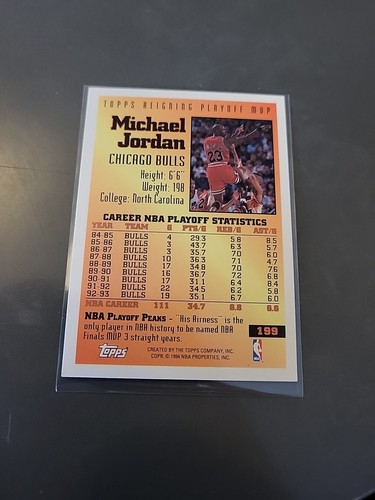 TOPPS REIGNING PLAYOFF MVP
Michael
Jordan
CHICAGO BULLS
Height: 6'6"
Weight: 198
College: North Carolina
23
CAREER NBA PLAYOFF STATISTICS
YEAR TEAM G PTS/G REB/G AST/G
84-85 BULLS 4 29.3 5.8 8.5
85-86 BULLS 3 43.7 6.3 5.7
86-87 BULLS 3 35.7 7.0 6.0
87-88 BULLS 10 36.3 7.1 4.7
88-89 BULLS 17 34.8 7.0 7.6
89-90 BULLS 16 36.7 7.2 6.8
90-91 BULLS 17 31.1 6.4 8.4
91-92 BULLS 22 34.5 6.2 5.8
92-93 BULLS 19 35.1 6.7 6.0
NBA CAREER 111 34.7 6.8 6.6
NBA PLAYOFF PEAKS - "His Airness" is the
only player in NBA history to be named NBA
Finals MVP 3 straight years.
199
Topps
CREATED BY THE TOPPS COMPANY, INC.
COPR. © 1994 NBA PROPERTIES, INC.